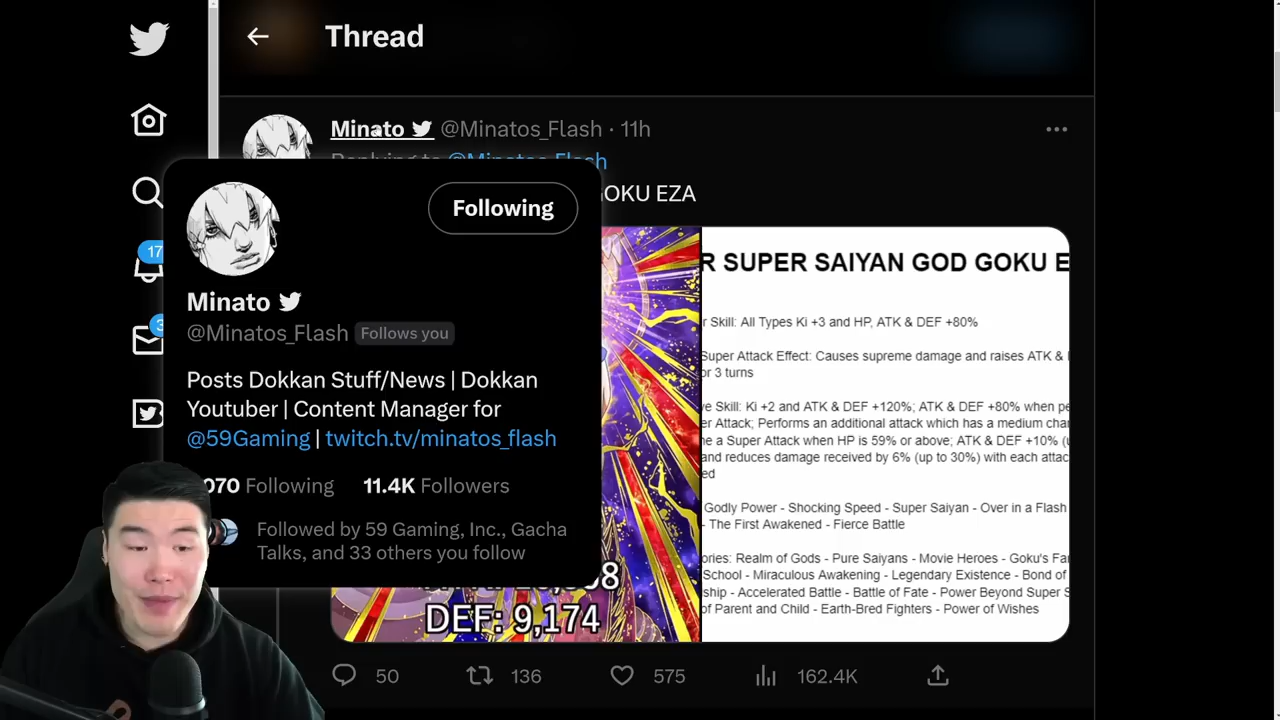 Thread
Minato @Minatos_Flash · 11h
Replying to @Minatos_Flash
GOKU EZA
17
Following
Minato
@Minatos_Flash Follows you
Posts Dokkan Stuff/News | Dokkan
Youtuber | Content Manager for
@59Gaming | twitch.tv/minatos_flash
070 Following 11.4K Followers
Followed by 59 Gaming, Inc., Gacha
Talks, and 33 others you follow
DEF: 9,174
R SUPER SAIYAN GOD GOKU E
r Skill: All Types Ki +3 and HP, ATK & DEF +80%
Super Attack Effect: Causes supreme damage and raises ATK &
or 3 turns
ve Skill: Ki +2 and ATK & DEF +120%; ATK & DEF +80% when pe
er Attack; Performs an additional attack which has a medium cha
me a Super Attack when HP is 59% or above; ATK & DEF +10% (u
and reduces damage received by 6% (up to 30%) with each attac
ed
Godly Power - Shocking Speed - Super Saiyan - Over in a Flash
- The First Awakened - Fierce Battle
ories: Realm of Gods - Pure Saiyans - Movie Heroes - Goku's Fa
School - Miraculous Awakening - Legendary Existence - Bond of
ship - Accelerated Battle - Battle of Fate - Power Beyond Super S
of Parent and Child - Earth-Bred Fighters - Power of Wishes
50 136 575 162.4K